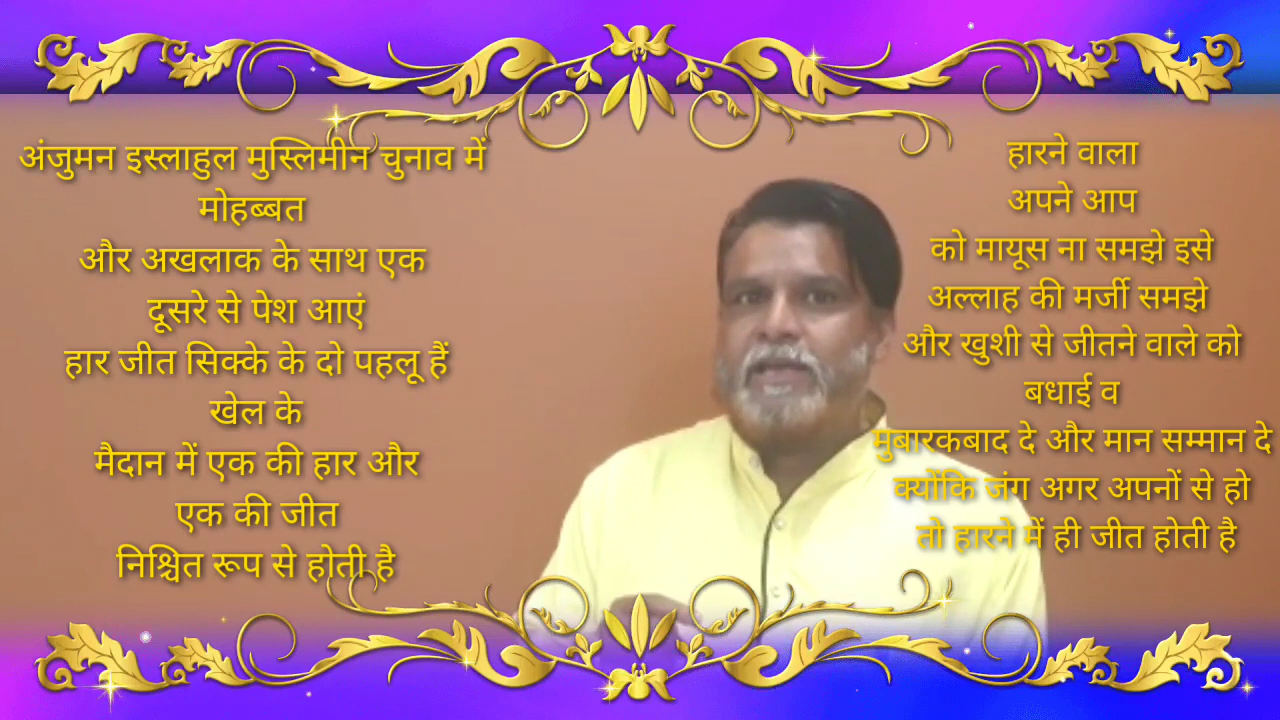 अंजुमन इस्लाहुल मुस्लिमीन चुनाव में
मोहब्बत
और अखलाक के साथ एक
दूसरे से पेश आएं
हार जीत सिक्के के दो पहलू हैं
खेल के
मैदान में एक की हार और
एक की जीत
निश्चित रूप से होती है
हारने वाला
अपने आप
को मायूस ना समझे इसे
अल्लाह की मर्जी समझे
और खुशी से जीतने वाले को
बधाई व
मुबारकबाद दे और मान सम्मान दे
क्योंकि जंग अगर अपनों से हो
तो हारने में ही जीत होती है